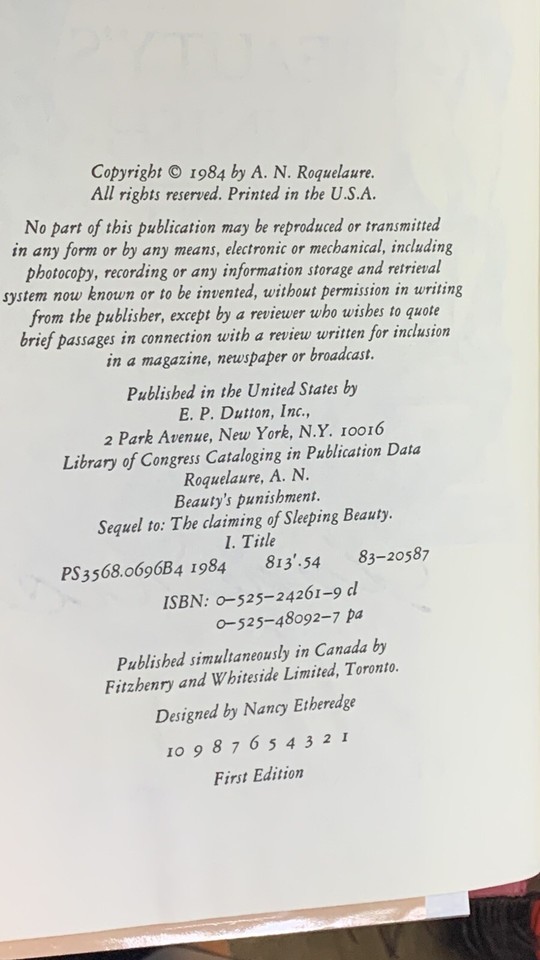 Copyright © 1984 by A. N. Roquelaure.
All rights reserved. Printed in the U.S.A.
No part of this publication may be reproduced or transmitted
in any form or by any means, electronic or mechanical, including
photocopy, recording or any information storage and retrieval
system now known or to be invented, without permission in writing
from the publisher, except by a reviewer who wishes to quote
brief passages in connection with a review written for inclusion
in a magazine, newspaper or broadcast.
Published in the United States by
E. P. Dutton, Inc.,
2 Park Avenue, New York, N.Y. 10016
Library of Congress Cataloging in Publication Data
Roquelaure, A. N.
Beauty's punishment.
Sequel to: The claiming of Sleeping Beauty.
I. Title
PS3568.0696B4 1984 813'.54 83-20587
ISBN: 0-525-24261-9 cl
0-525-48092-7 pa
Published simultaneously in Canada by
Fitzhenry and Whiteside Limited, Toronto.
Designed by Nancy Etheredge
10 9 8 7 6 5 4 3 2 1
First Edition